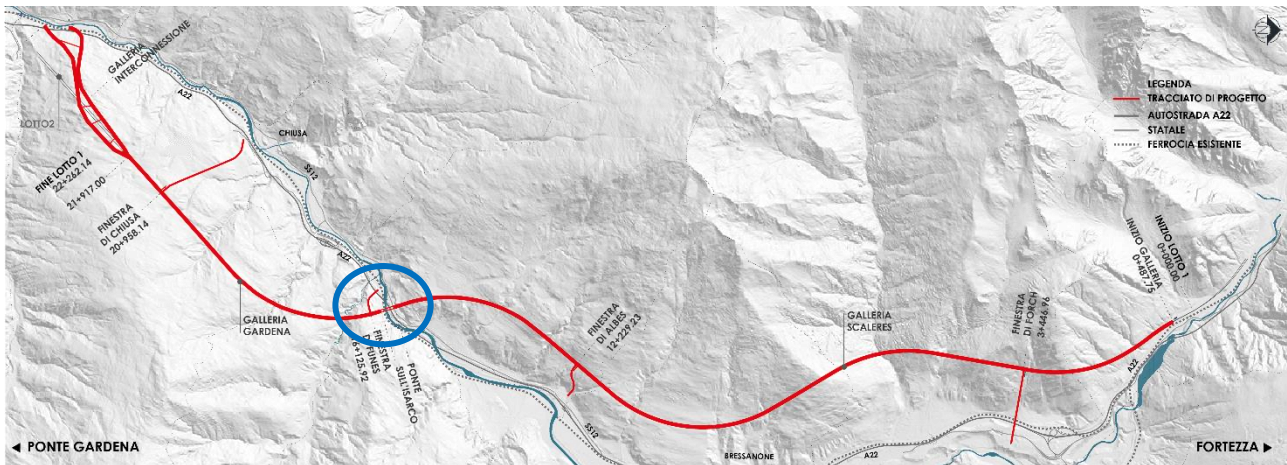 GALLERIA
INTERCONNESSIONE
A22
LOTTO2
CHIUSA
FINE LOTTO 1
22+262.14
21+917.00
SS12
FINESTRA
DI CHIUSA
20+958.14
A22
GALLERIA
GARDENA
FINESTRA
DI FUNES
6+125.92
PONTE
SULL'ISARCO
FINESTRA
DI ALBES
12+229.23
SS12
GALLERIA
SCALERES
BRESSANONE
A22
FINESTRA
DI FORCH
3+446.96
INIZIO LOTTO 1
0+000.00
INIZIO GALLERIA
0+487.75
A22
LEGENDA
TRACCIATO DI PROGETTO
AUTOSTRADA A22
STATALE
FERROCIA ESISTENTE
◄ PONTE GARDENA
FORTEZZA ►